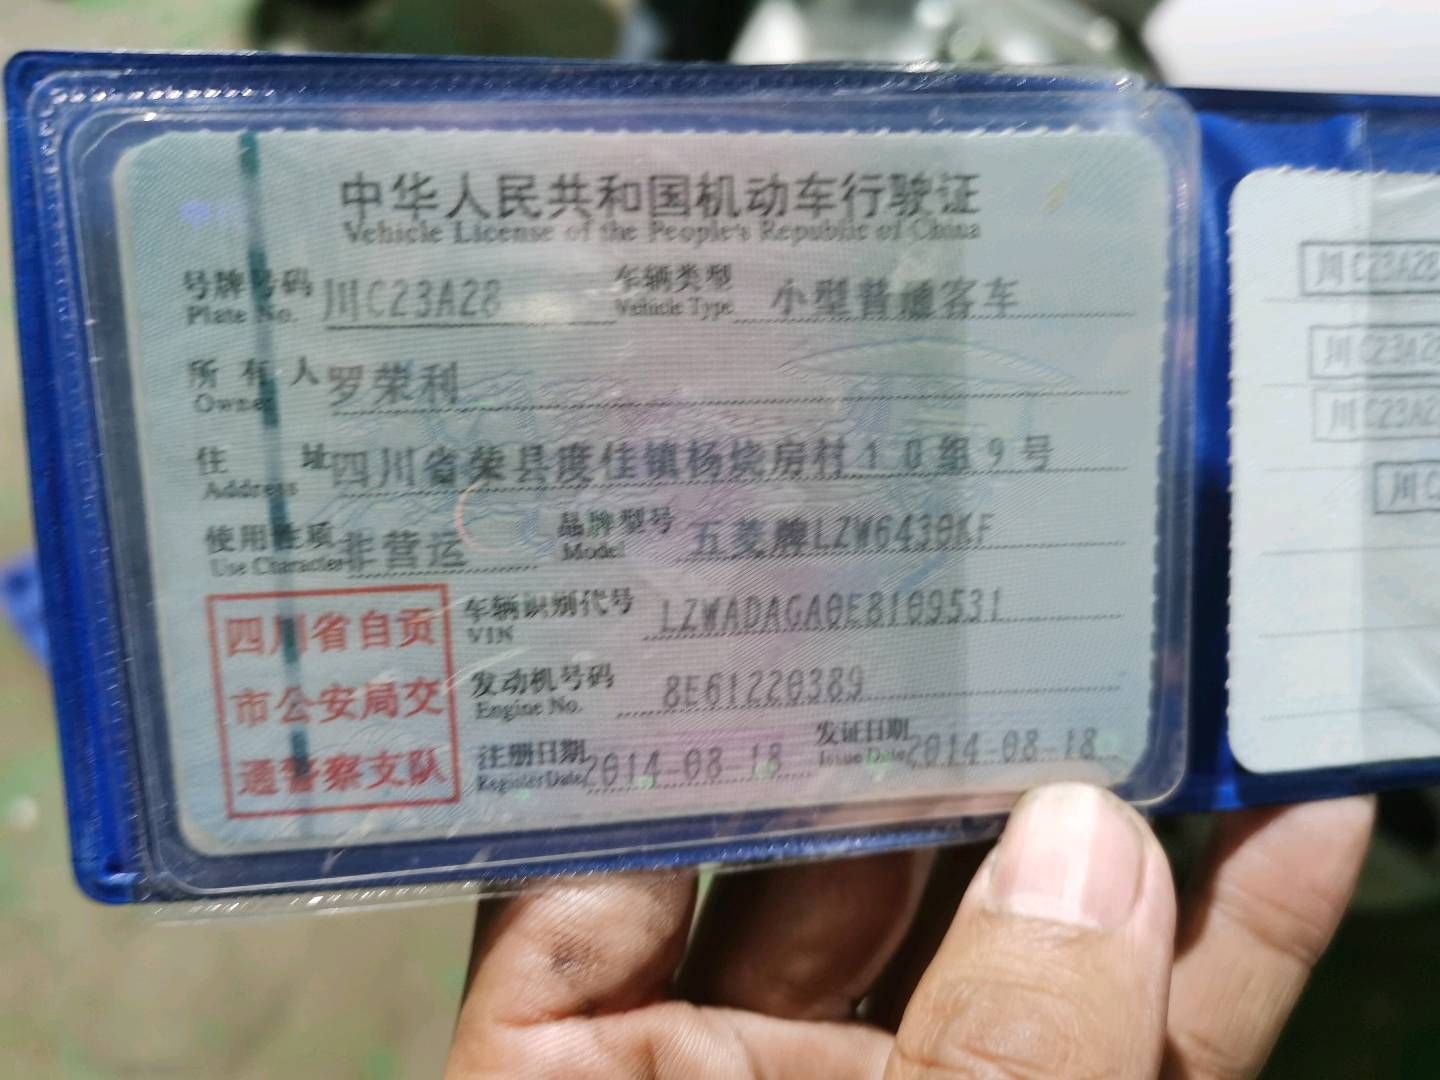 中华人民共和国机动车行驶证
Vehicle License of the People's Republic of China
号牌号码 川C23A28 车辆类型 小型普通客车
Plate No. Vehicle Type
所有人 罗荣利
Owner
住址 四川省荣县度佳镇杨烧房村10组9号
Address
使用性质 非营运 品牌型号 五菱牌LZW6430KF
Use Character Model
车辆识别代号 LZWADAGA0E8109531
VIN
发动机号码 8E61220389
Engine No.
注册日期 2014-08-18 发证日期 2014-08-18
Register Date Issue Date
四川省自贡
市公安局交
通警察支队
川C23A28
川C23A28
川C23A2
川C